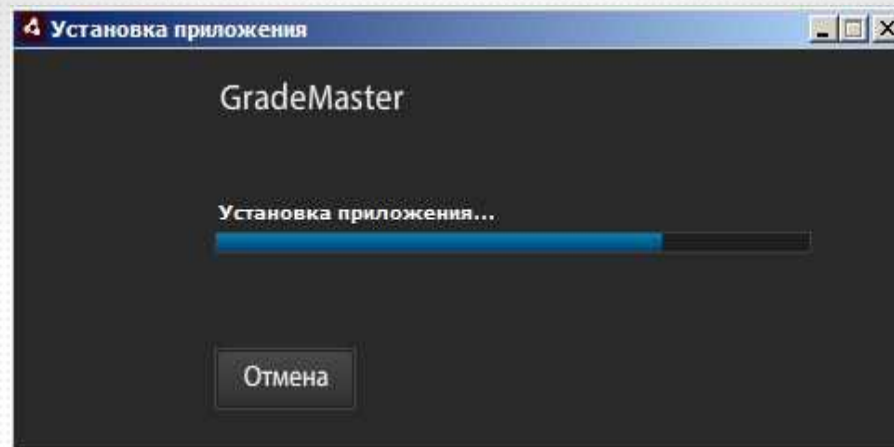 Установка приложения
GradeMaster
Установка приложения...
Отмена